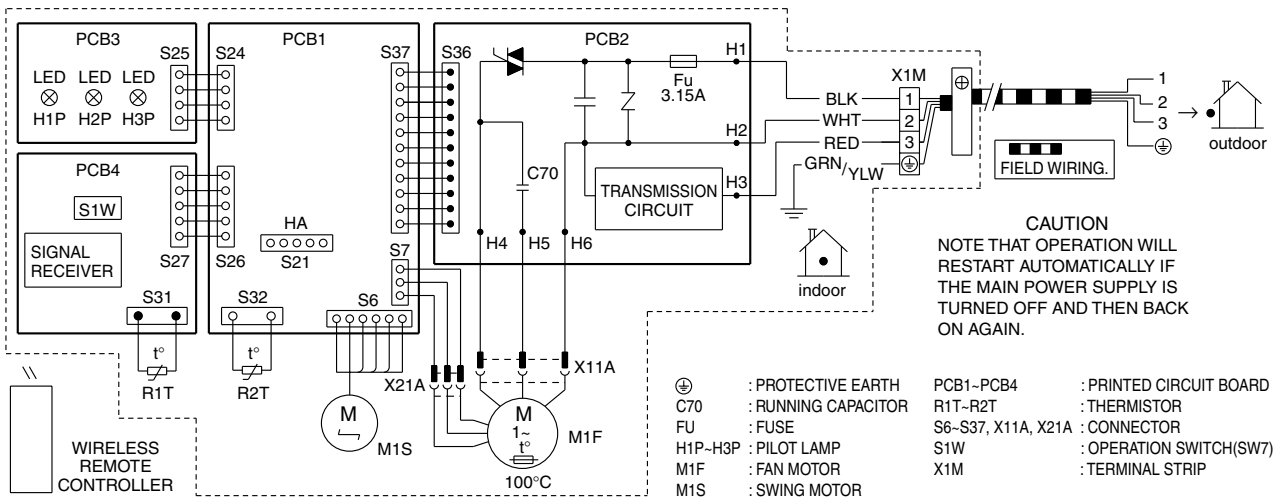 PCB3
S25
S24
PCB1
S37
S36
PCB2
H1
LED LED LED
H1P H2P H3P
Fu
3.15A
X1M
BLK
1
WHT
2
RED
3
GRN/YLW
H2
H3
1
2
3
outdoor
FIELD WIRING.
PCB4
S1W
SIGNAL
RECEIVER
S27
S26
HA
S21
C70
TRANSMISSION
CIRCUIT
H4
H5
H6
S7
indoor
S31
S32
S6
t°
R1T
t°
R2T
X21A
X11A
M
M1S
M
1~
t°
100°C
M1F
WIRELESS
REMOTE
CONTROLLER
CAUTION
NOTE THAT OPERATION WILL
RESTART AUTOMATICALLY IF
THE MAIN POWER SUPPLY IS
TURNED OFF AND THEN BACK
ON AGAIN.
: PROTECTIVE EARTH
C70 : RUNNING CAPACITOR
FU : FUSE
H1P~H3P : PILOT LAMP
M1F : FAN MOTOR
M1S : SWING MOTOR
PCB1~PCB4 : PRINTED CIRCUIT BOARD
R1T~R2T : THERMISTOR
S6~S37, X11A, X21A : CONNECTOR
S1W : OPERATION SWITCH(SW7)
X1M : TERMINAL STRIP